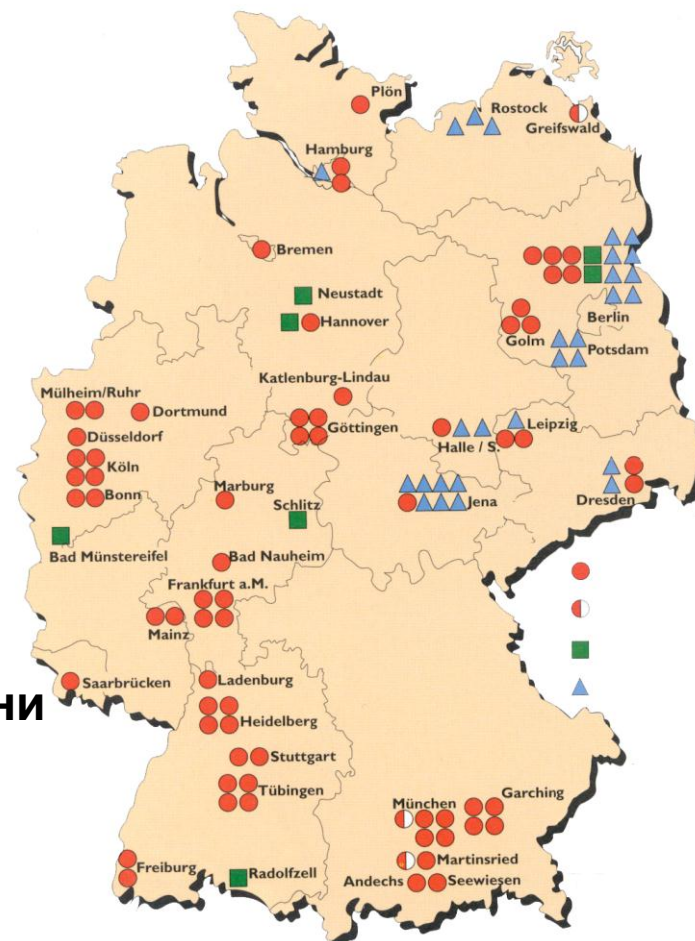 Plön
Rostock
Greifswald
Hamburg
Bremen
Neustadt
Hannover
Berlin
Golm
Potsdam
Katlenburg-Lindau
Mülheim/Ruhr
Dortmund
Göttingen
Leipzig
Halle / S.
Düsseldorf
Köln
Bonn
Marburg
Schlitz
Jena
Dresden
Bad Münstereifel
Bad Nauheim
Frankfurt a.M.
Mainz
Saarbrücken
Ladenburg
ни
Heidelberg
Stuttgart
Tübingen
München
Garching
Martinsried
Freiburg
Radolfzell
Andechs
Seewiesen